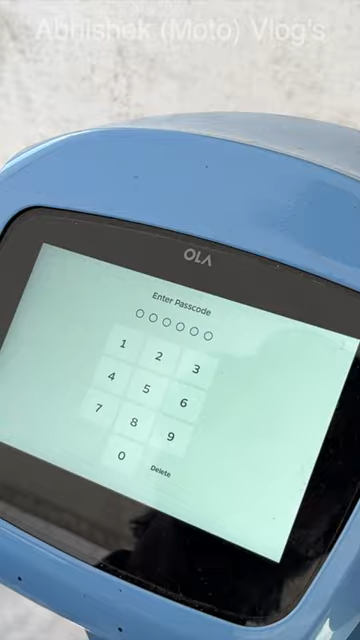 Abhishek (Moto) Vlog's
OLA
Enter Passcode
1 2 3
4 5 6
7 8 9
0 Delete